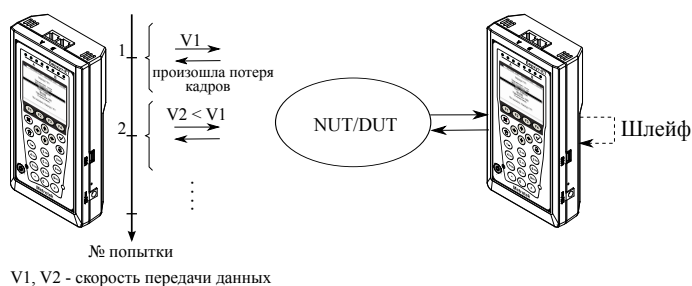 1
V1
произошла потеря
кадров
2
V2 < V1
№ попытки
NUT/DUT
Шлейф
V1, V2 - скорость передачи данных